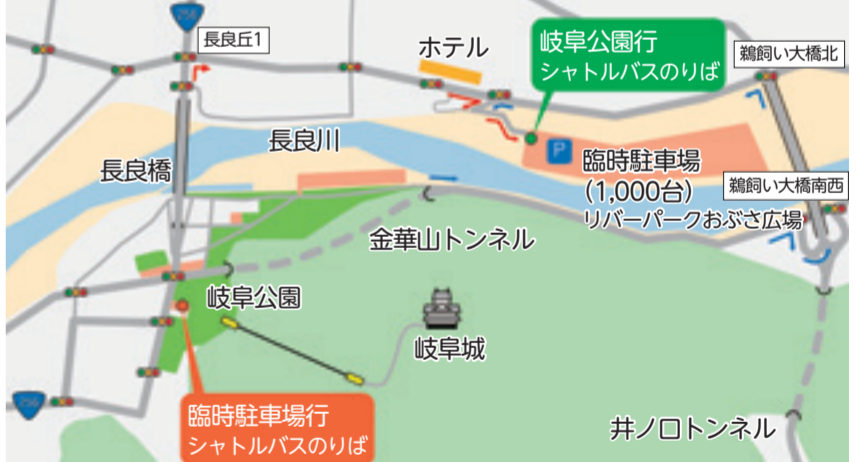 256
長良丘1
ホテル
岐阜公園行
シャトルバスのりば
鵜飼い大橋北
長良川
長良橋
P
臨時駐車場
(1,000台)
リバーパークおぶさ広場
鵜飼い大橋南西
金華山トンネル
岐阜公園
岐阜城
256
臨時駐車場行
シャトルバスのりば
井ノ口トンネル